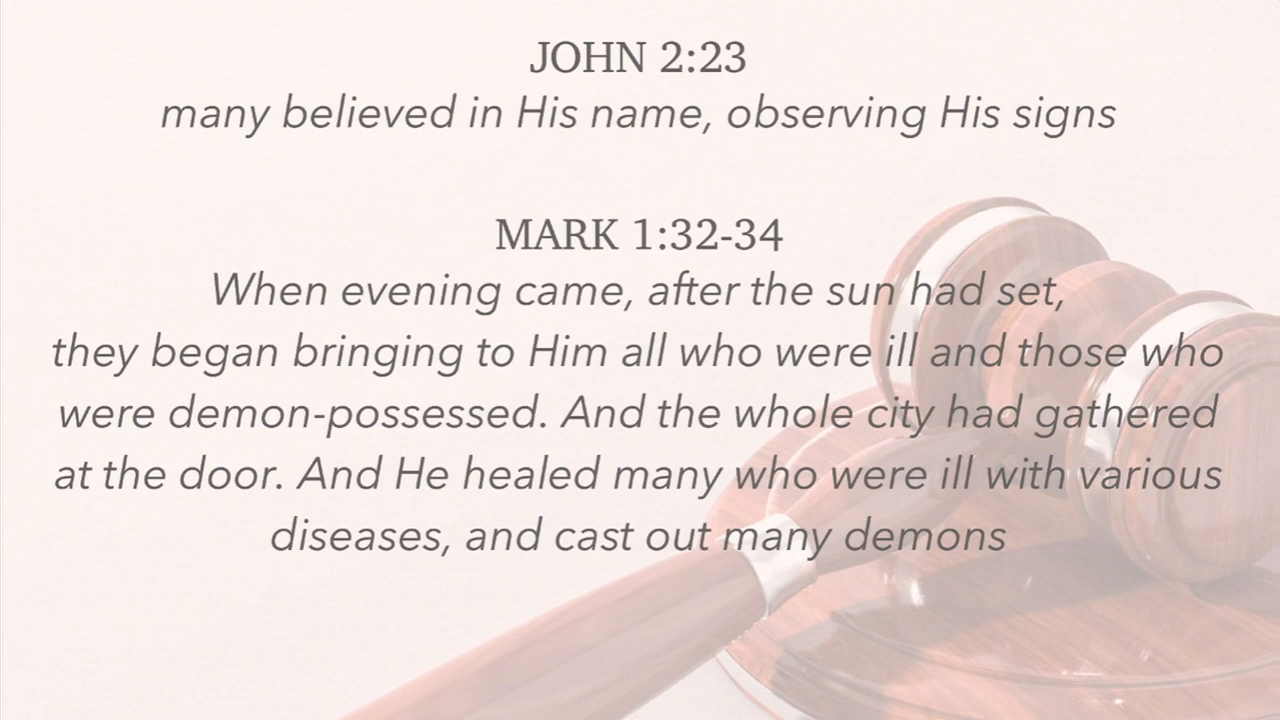 JOHN 2:23
many believed in His name, observing His signs
MARK 1:32-34
When evening came, after the sun had set,
they began bringing to Him all who were ill and those who
were demon-possessed. And the whole city had gathered
at the door. And He healed many who were ill with various
diseases, and cast out many demons